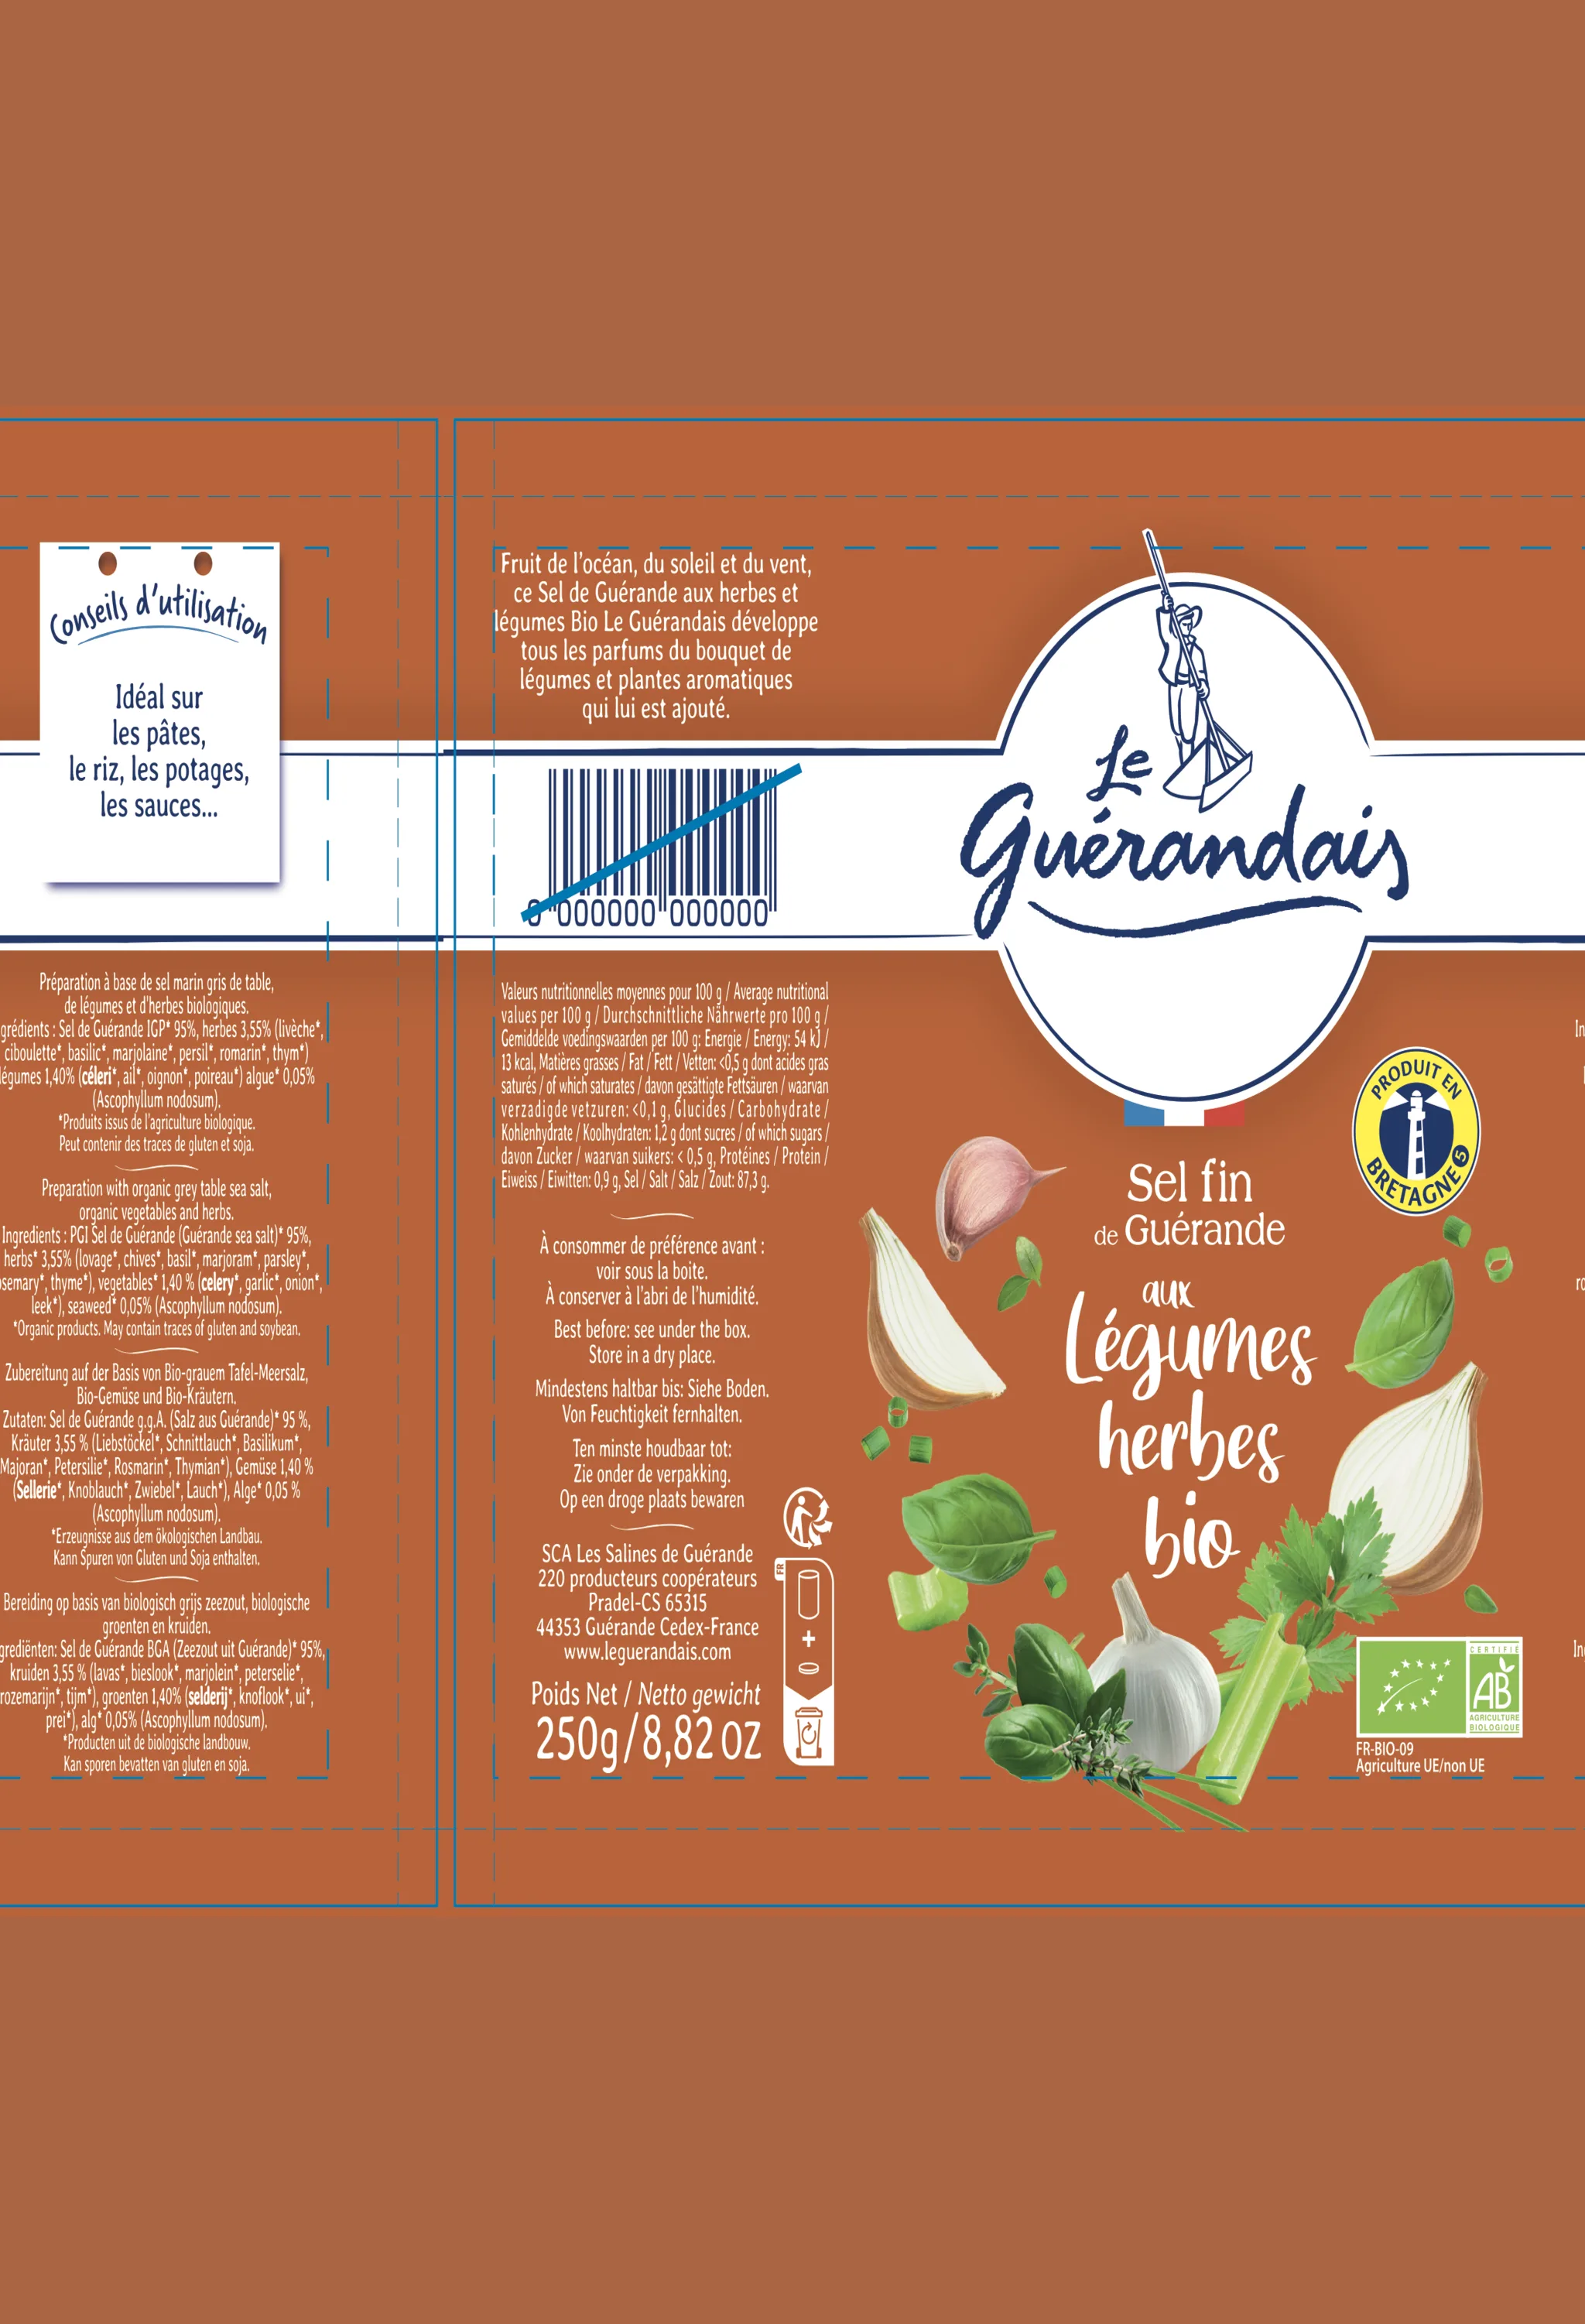 Conseils d'utilisation
Idéal sur
les pâtes,
le riz, les potages,
les sauces...
Préparation à base de sel marin gris de table,
de légumes et d'herbes biologiques.
grédients : Sel de Guérande IGP* 95%, herbes 3,55% (livèche*,
ciboulette*, basilic*, marjolaine*, persil*, romarin*, thym*)
légumes 1,40% (céleri*, ail*, oignon*, poireau*) algue* 0,05%
(Ascophyllum nodosum).
*Produits issus de l'agriculture biologique.
Peut contenir des traces de gluten et soja.
Preparation with organic grey table sea salt,
organic vegetables and herbs.
Ingredients : PGI Sel de Guérande (Guérande sea salt)* 95%,
herbs* 3,55% (lovage*, chives*, basil*, marjoram*, parsley*,
osemary*, thyme*), vegetables* 1,40 % (celery*, garlic*, onion*,
leek*), seaweed* 0,05% (Ascophyllum nodosum).
*Organic products. May contain traces of gluten and soybean.
Zubereitung auf der Basis von Bio-grauem Tafel-Meersalz,
Bio-Gemüse und Bio-Kräutern.
Zutaten: Sel de Guérande g.g.A. (Salz aus Guérande)* 95 %,
Kräuter 3,55 % (Liebstöckel*, Schnittlauch*, Basilikum*,
Majoran*, Petersilie*, Rosmarin*, Thymian*), Gemüse 1,40 %
(Sellerie*, Knoblauch*, Zwiebel*, Lauch*), Alge* 0,05 %
(Ascophyllum nodosum).
*Erzeugnisse aus dem ökologischen Landbau.
Kann Spuren von Gluten und Soja enthalten.
Bereiding op basis van biologisch grijs zeezout, biologische
groenten en kruiden.
grediënten: Sel de Guérande BGA (Zeezout uit Guérande)* 95%,
kruiden 3,55 % (lavas*, bieslook*, marjolein*, peterselie*,
rozemarijn*, tijm*), groenten 1,40% (selderij*, knoflook*, ui*,
prei*), alg* 0,05% (Ascophyllum nodosum).
*Producten uit de biologische landbouw.
Kan sporen bevatten van gluten en soja.
Fruit de l'océan, du soleil et du vent,
ce Sel de Guérande aux herbes et
légumes Bio Le Guérandais développe
tous les parfums du bouquet de
légumes et plantes aromatiques
qui lui est ajouté.
0 000000 000000
Valeurs nutritionnelles moyennes pour 100 g / Average nutritional
values per 100 g / Durchschnittliche Nährwerte pro 100 g /
Gemiddelde voedingswaarden per 100 g: Energie / Energy: 54 kJ /
13 kcal, Matières grasses / Fat / Fett / Vetten: <0,5 g dont acides gras
saturés / of which saturates / davon gesättigte Fettsäuren / waarvan
verzadigde vetzuren: <0,1 g, Glucides / Carbohydrate /
Kohlenhydrate / Koolhydraten: 1,2 g dont sucres / of which sugars /
davon Zucker / waarvan suikers: < 0,5 g, Protéines / Protein /
Eiweiss / Eiwitten: 0,9 g, Sel / Salt / Salz / Zout: 87,3 g.
À consommer de préférence avant :
voir sous la boite.
À conserver à l'abri de l'humidité.
Best before: see under the box.
Store in a dry place.
Mindestens haltbar bis: Siehe Boden.
Von Feuchtigkeit fernhalten.
Ten minste houdbaar tot:
Zie onder de verpakking.
Op een droge plaats bewaren
SCA Les Salines de Guérande
220 producteurs coopérateurs
Pradel-CS 65315
44353 Guérande Cedex-France
www.leguerandais.com
Poids Net / Netto gewicht
250g/8,82 OZ
FR
+
Le
Guérandais
PRODUIT EN
BRETAGNE
5
Sel fin
de Guérande
aux
Légumes
herbes
bio
CERTIFIÉ
AB
AGRICULTURE
BIOLOGIQUE
FR-BIO-09
Agriculture UE/non UE
In
ro